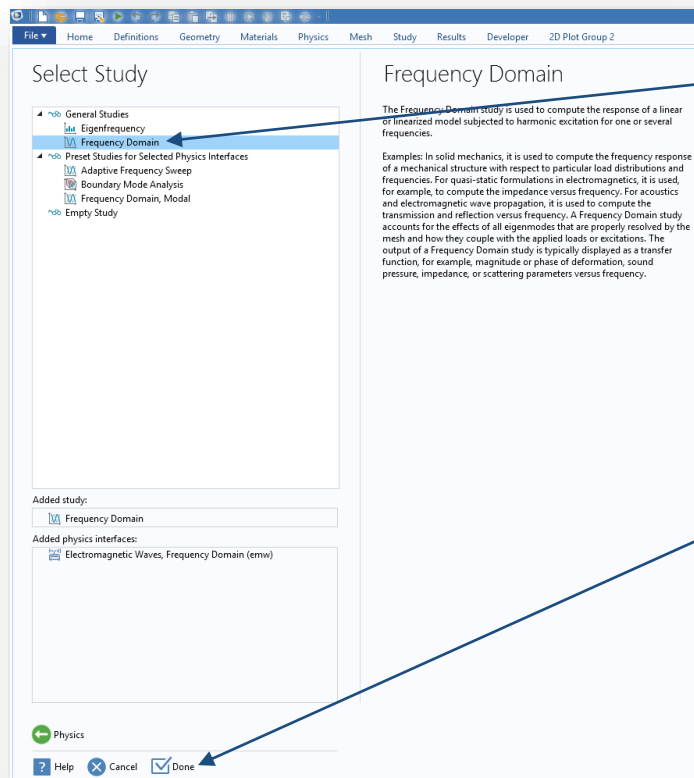 File Home Definitions Geometry Materials Physics Mesh Study Results Developer 2D Plot Group 2
Select Study
General Studies
Eigenfrequency
Frequency Domain
Preset Studies for Selected Physics Interfaces
Adaptive Frequency Sweep
Boundary Mode Analysis
Frequency Domain, Modal
Empty Study
Added study:
Frequency Domain
Added physics interfaces:
Electromagnetic Waves, Frequency Domain (emw)
Physics
Help Cancel Done
Frequency Domain
The Frequency Domain study is used to compute the response of a linear
or linearized model subjected to harmonic excitation for one or several
frequencies.
Examples: In solid mechanics, it is used to compute the frequency response
of a mechanical structure with respect to particular load distributions and
frequencies. For quasi-static formulations in electromagnetics, it is used,
for example, to compute the impedance versus frequency. For acoustics
and electromagnetic wave propagation, it is used to compute the
transmission and reflection versus frequency. A Frequency Domain study
accounts for the effects of all eigenmodes that are properly resolved by the
mesh and how they couple with the applied loads or excitations. The
output of a Frequency Domain study is typically displayed as a transfer
function, for example, magnitude or phase of deformation, sound
pressure, impedance, or scattering parameters versus frequency.